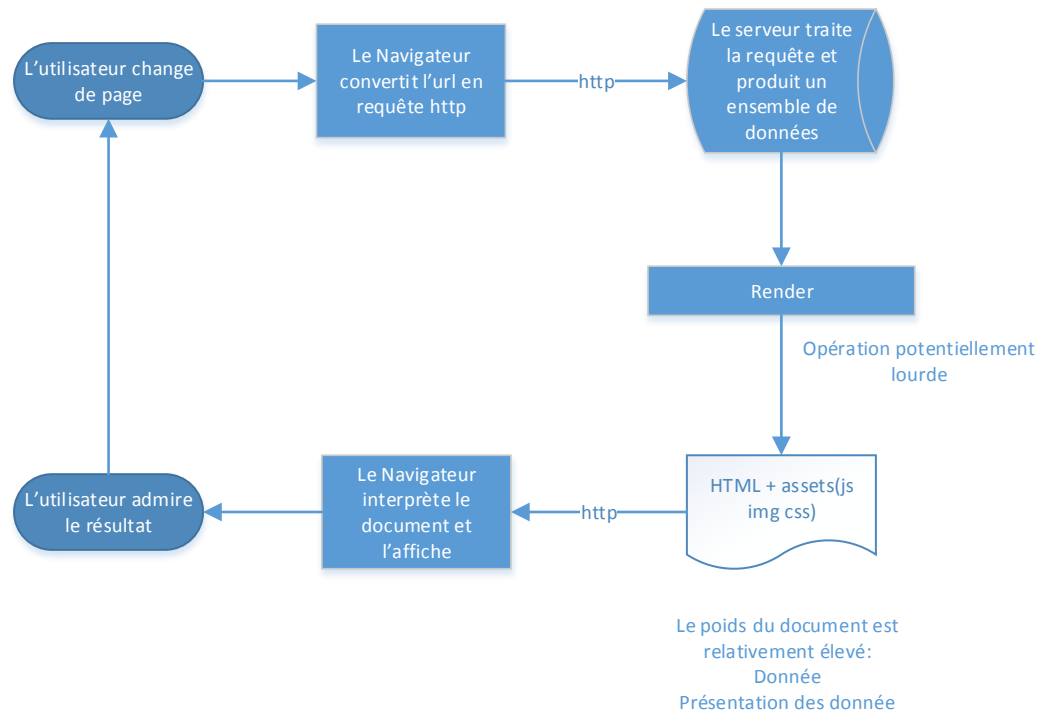 L'utilisateur change
de page
Le Navigateur
convertit l'url en
requête http
http
Le serveur traite
la requête et
produit un
ensemble de
données
Render
Opération potentiellement
lourde
HTML + assets(js
img css)
http
Le Navigateur
interprète le
document et
l'affiche
L'utilisateur admire
le résultat
Le poids du document est
relativement élevé:
Donnée
Présentation des donnée